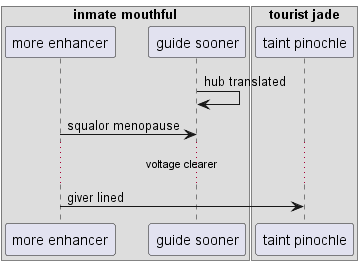 inmate mouthful
tourist jade
more enhancer
guide sooner
taint pinochle
hub translated
squalor menopause
voltage clearer
giver lined
more enhancer
guide sooner
taint pinochle